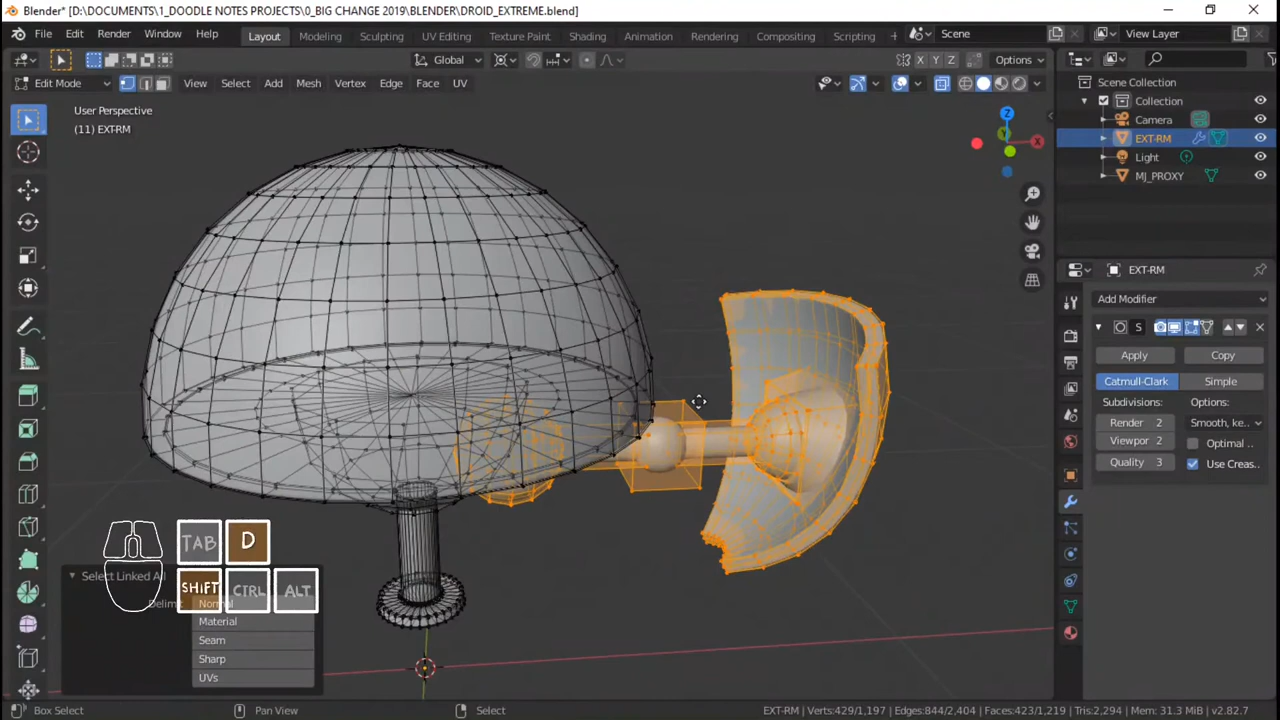 Blender* [D:\DOCUMENTS\1_DOODLE NOTES PROJECTS\0_BIG CHANGE 2019\BLENDER\DROID_EXTREME.blend]
File Edit Render Window Help Layout Modeling Sculpting UV Editing Texture Paint Shading Animation Rendering Compositing Scripting + Scene View Layer
Global X Y Z Options
Edit Mode View Select Add Mesh Vertex Edge Face UV
User Perspective
(11) EXT-RM
Z
Scene Collection
Collection
Camera
EXT-RM
Light
MJ_PROXY
EXT-RM
Add Modifier
S
Apply Copy
Catmull-Clark Simple
Subdivisions: Options:
Render 2 Smooth, ke..
Viewpor 2 Optimal ..
Quality 3 Use Creas..
TAB D
SHIFT CTRL ALT
Select Linked All
Normal
Material
Seam
Sharp
UVs
Box Select Pan View Select EXT-RM | Verts:429/1,197 | Edges:844/2,404 | Faces:423/1,219 | Tris:2,294 | Mem: 31.3 MiB | v2.82.7